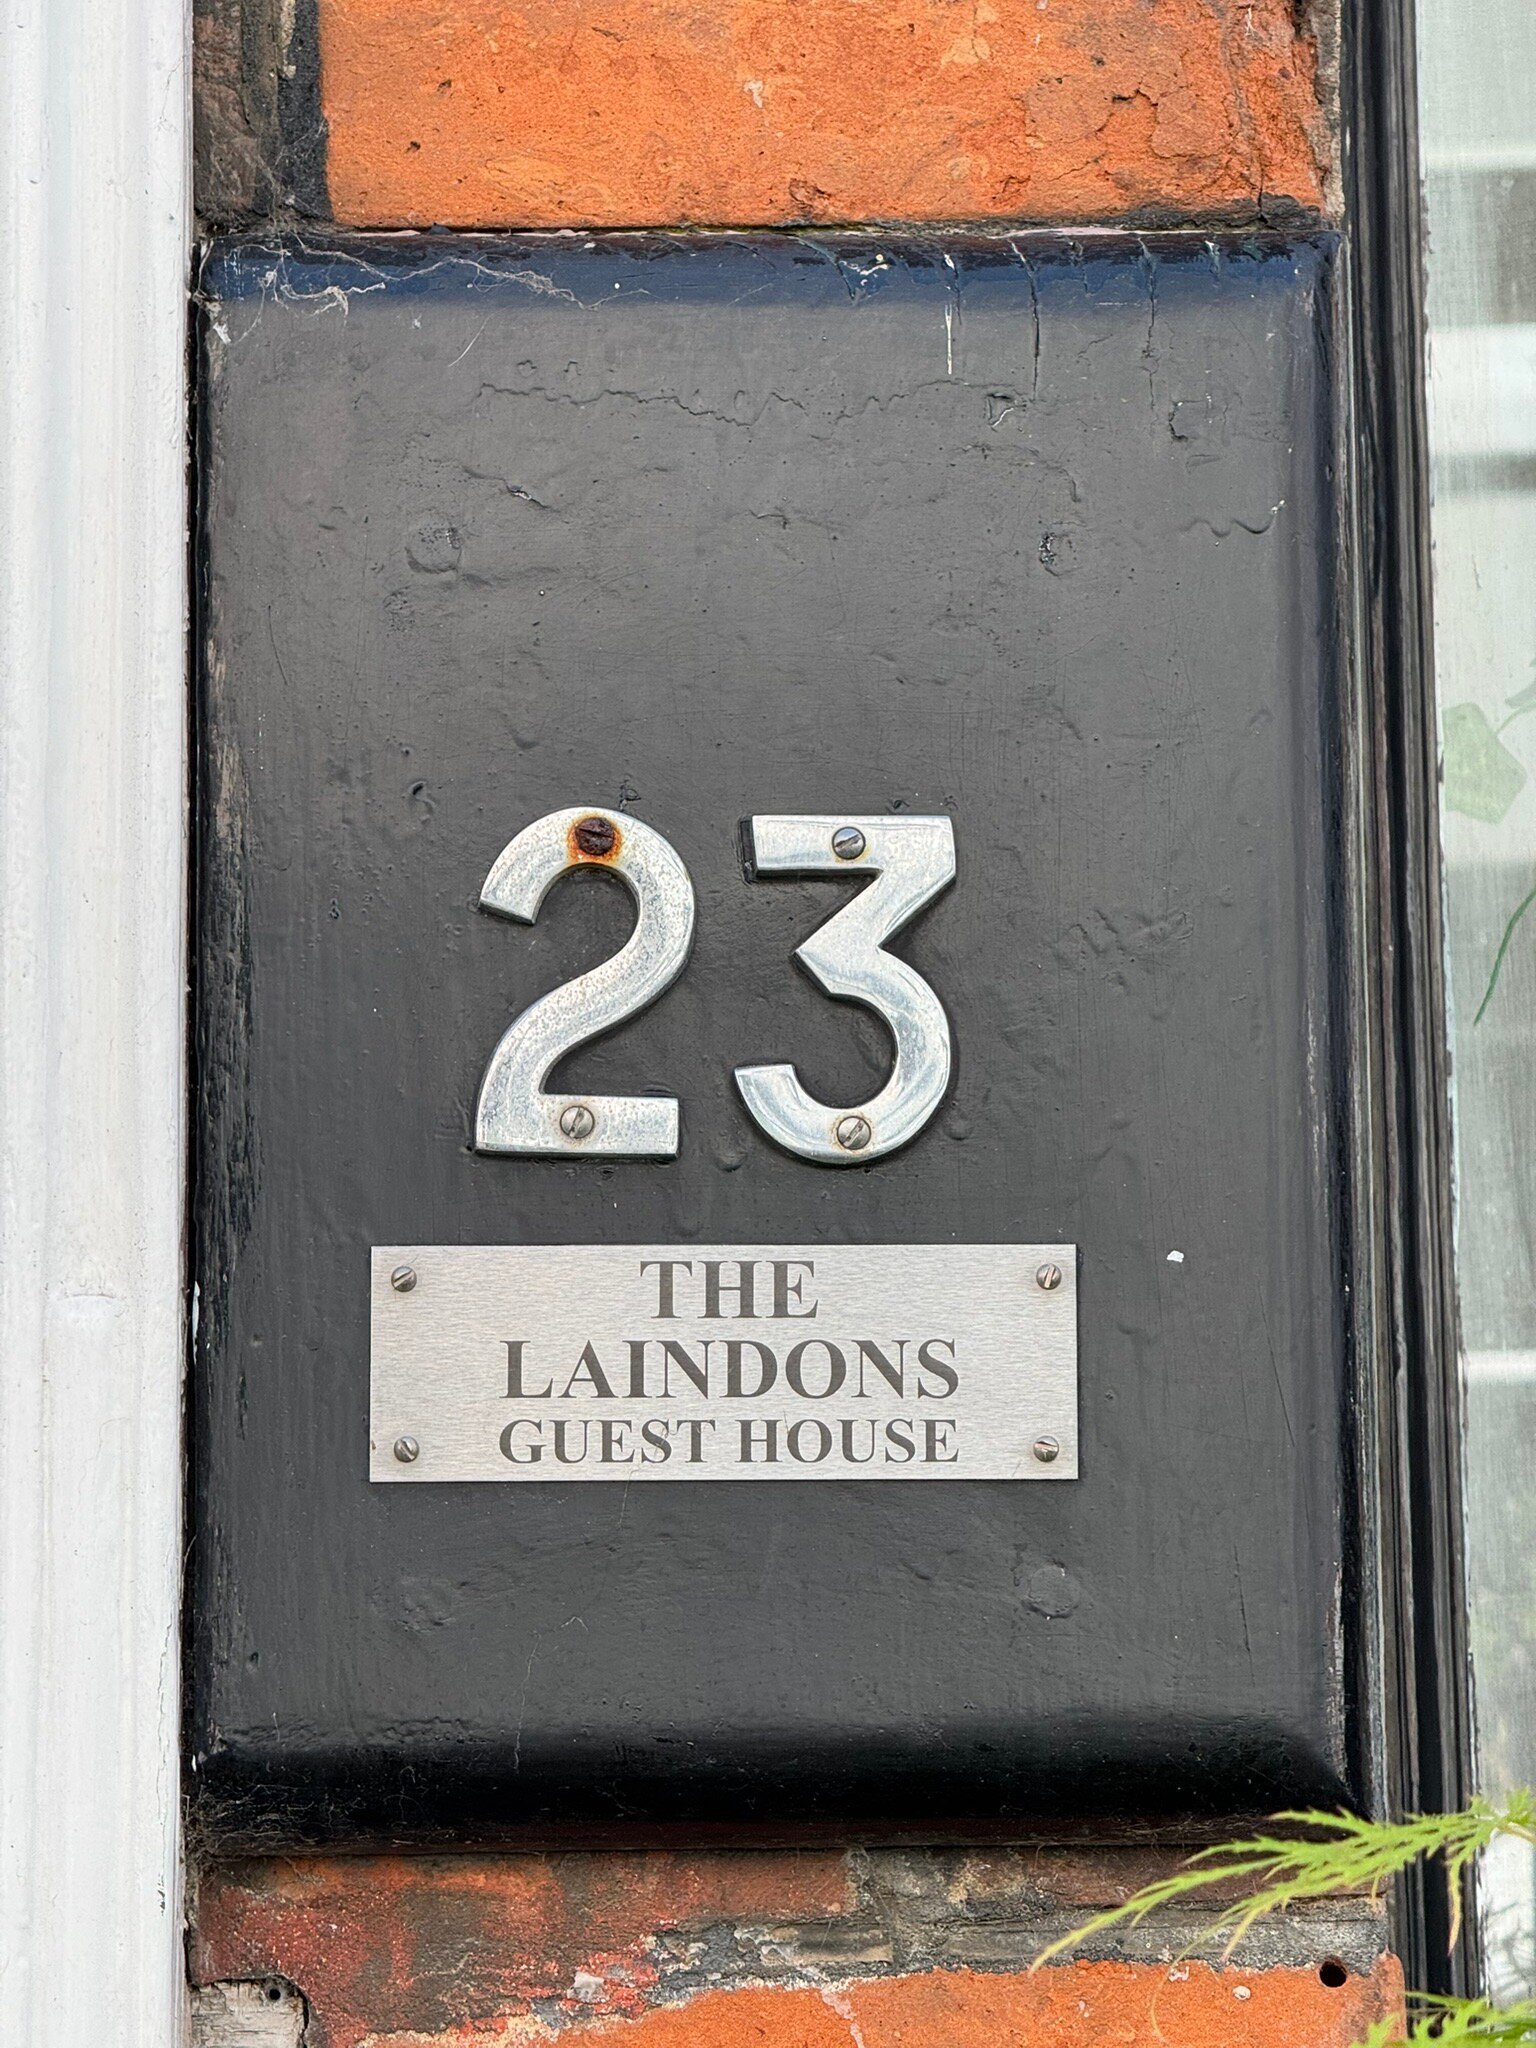 23
THE
LAINDONS
GUEST HOUSE